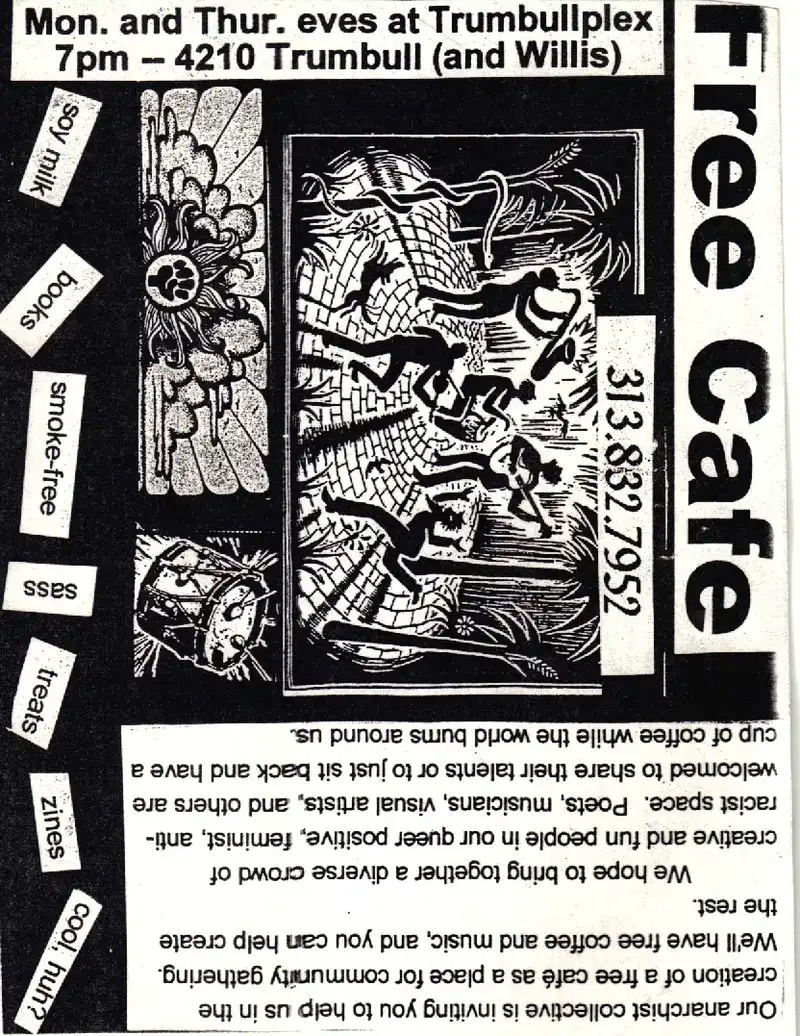 Mon. and Thur. eves at Trumbullplex
7pm – 4210 Trumbull (and Willis)
Free Cafe
313.832.7952
soy milk
books
smoke-free
sass
treats
zines
cool, huh?
Our anarchist collective is inviting you to help us in the
creation of a free café as a place for community gathering.
We'll have free coffee and music, and you can help create
the rest.
We hope to bring together a diverse crowd of
creative and fun people in our queer positive, feminist, anti-
racist space. Poets, musicians, visual artists, and others are
welcomed to share their talents or to just sit back and have a
cup of coffee while the world burns around us.